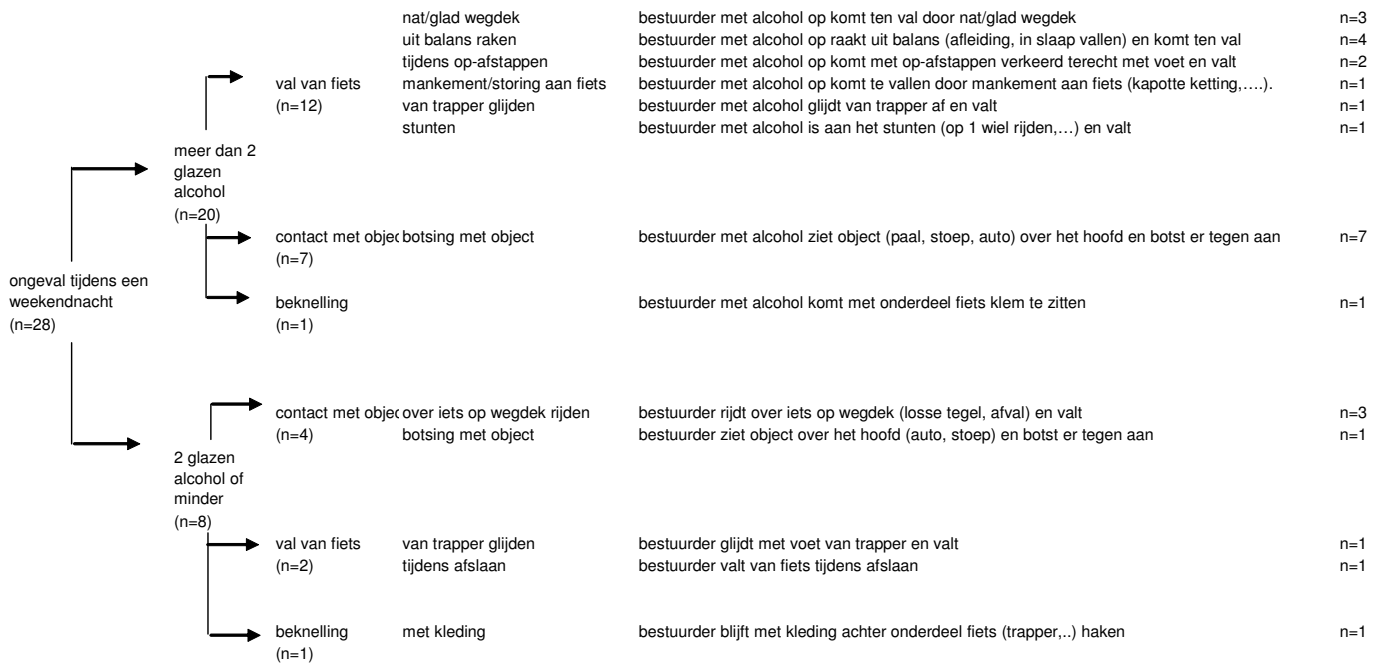 nat/glad wegdek bestuurder met alcohol op komt ten val door nat/glad wegdek n=3
uit balans raken bestuurder met alcohol op raakt uit balans (afleiding, in slaap vallen) en komt ten val n=4
tijdens op-afstappen bestuurder met alcohol op komt met op-afstappen verkeerd terecht met voet en valt n=2
val van fiets mankement/storing aan fiets bestuurder met alcohol op komt te vallen door mankement aan fiets (kapotte ketting,….). n=1
(n=12) van trapper glijden bestuurder met alcohol glijdt van trapper af en valt n=1
stunten bestuurder met alcohol is aan het stunten (op 1 wiel rijden,…) en valt n=1
meer dan 2
glazen
alcohol
(n=20)
contact met objec botsing met object bestuurder met alcohol ziet object (paal, stoep, auto) over het hoofd en botst er tegen aan n=7
(n=7)
ongeval tijdens een
weekendnacht
(n=28)
beknelling bestuurder met alcohol komt met onderdeel fiets klem te zitten n=1
(n=1)
contact met objec over iets op wegdek rijden bestuurder rijdt over iets op wegdek (losse tegel, afval) en valt n=3
(n=4) botsing met object bestuurder ziet object over het hoofd (auto, stoep) en botst er tegen aan n=1
2 glazen
alcohol of
minder
(n=8)
val van fiets van trapper glijden bestuurder glijdt met voet van trapper en valt n=1
(n=2) tijdens afslaan bestuurder valt van fiets tijdens afslaan n=1
beknelling met kleding bestuurder blijft met kleding achter onderdeel fiets (trapper,..) haken n=1
(n=1)